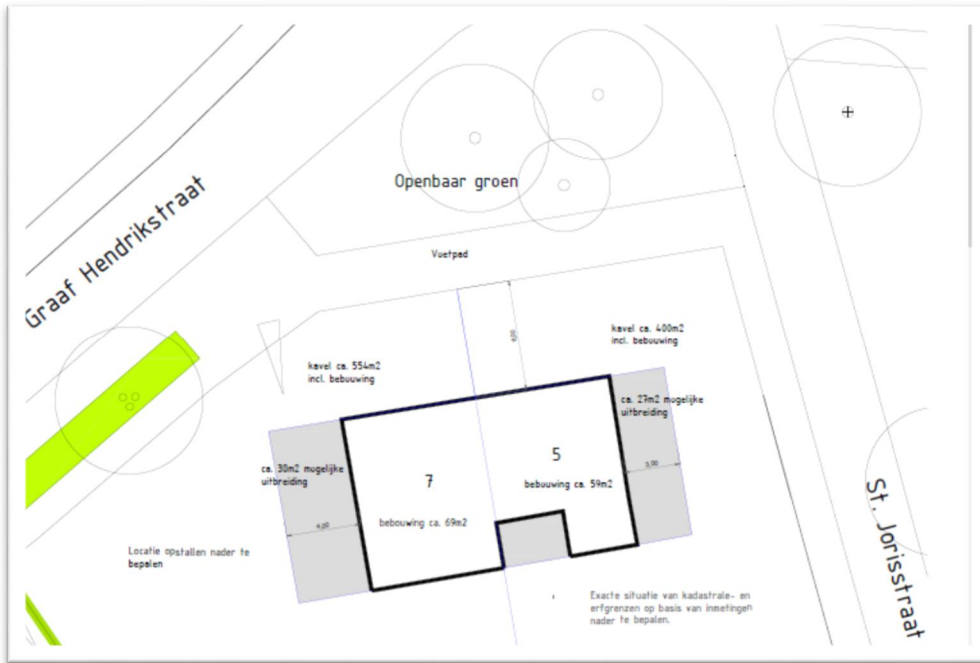 Openbaar groen
Graaf Hendrikstraat
Voetpad
6,00
kavel ca. 400m2
incl. bebouwing
kavel ca. 554m2
incl. bebouwing
ca. 27m2 mogelijke
uitbreiding
5
3,00
ca. 30m2 mogelijke
uitbreiding
7
bebouwing ca. 59m2
bebouwing ca. 69m2
4,00
St. Jorisstraat
Locatie opstallen nader te
bepalen
Exacte situatie van kadastrale- en
erfgrenzen op basis van inmetingen
nader te bepalen.